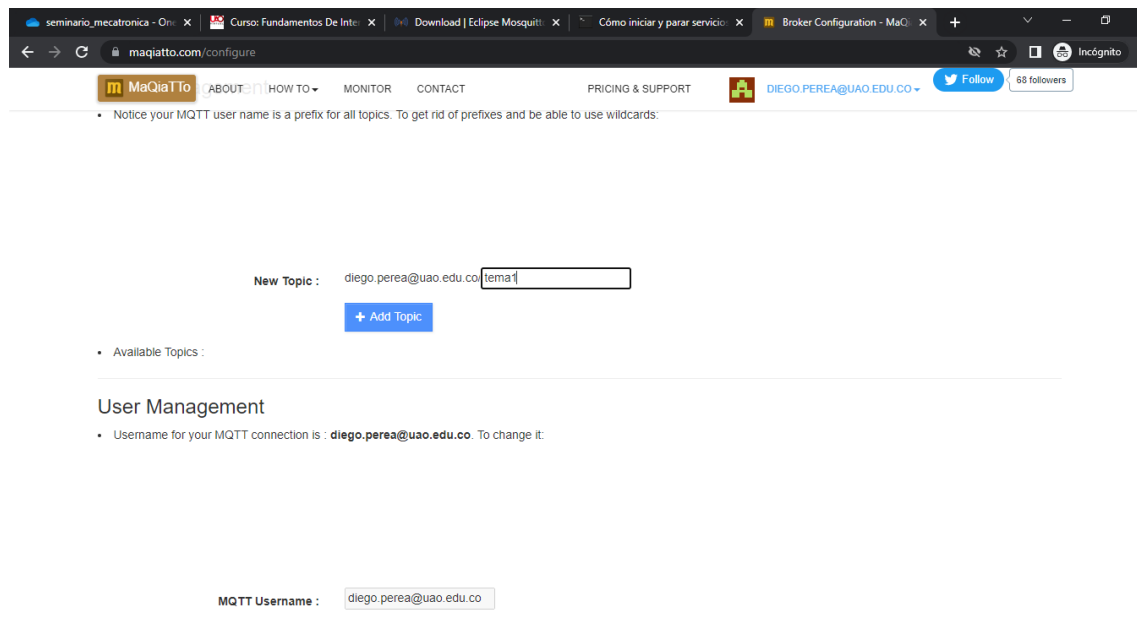 seminario_mecatronica - One
Curso: Fundamentos De Inte
Download | Eclipse Mosquitt
Cómo iniciar y parar servicio
Broker Configuration - MaQi
maqiatto.com/configure
Incógnito
m MaQiaTTo
ABOUT
HOW TO
MONITOR
CONTACT
PRICING & SUPPORT
DIEGO.PEREA@UAO.EDU.CO
Follow
68 followers
• Notice your MQTT user name is a prefix for all topics. To get rid of prefixes and be able to use wildcards:
New Topic : diego.perea@uao.edu.co/ tema1
+ Add Topic
• Available Topics :
User Management
• Username for your MQTT connection is : diego.perea@uao.edu.co. To change it:
MQTT Username : diego.perea@uao.edu.co